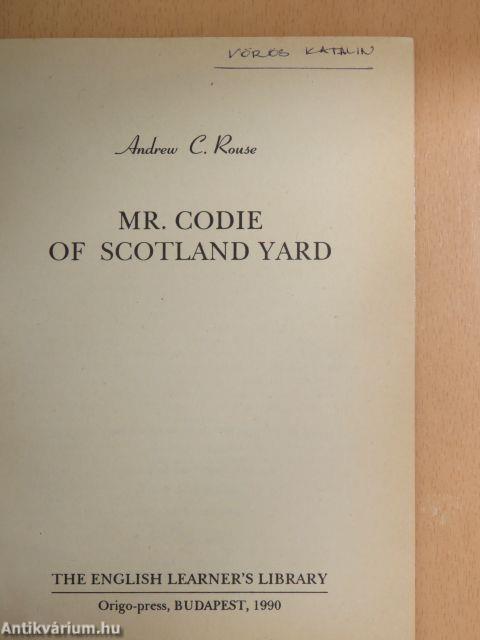 VÖRÖS KATALIN
Andrew C. Rouse
MR. CODIE
OF SCOTLAND YARD
THE ENGLISH LEARNER'S LIBRARY
Origo-press, BUDAPEST, 1990
Antikvárium.hu